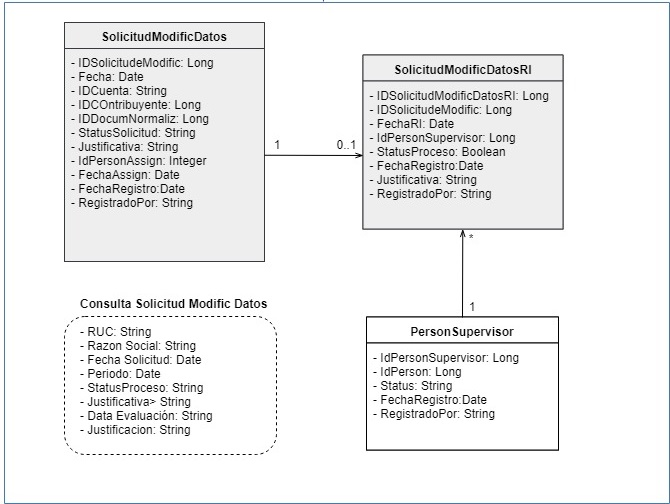 SolicitudModificDatos
- IDSolicitudeModific: Long
- Fecha: Date
- IDCuenta: String
- IDCOntribuyente: Long
- IDDocumNormaliz: Long
- StatusSolicitud: String
- Justificativa: String
- IdPersonAssign: Integer
- FechaAssign: Date
- FechaRegistro:Date
- RegistradoPor: String
1
0..1
SolicitudModificDatosRI
- IDSolicitudModificDatosRI: Long
- IDSolicitudeModific: Long
- FechaRI: Date
- IdPersonSupervisor: Long
- StatusProceso: Boolean
- FechaRegistro:Date
- Justificativa: String
- RegistradoPor: String
*
1
Consulta Solicitud Modific Datos
- RUC: String
- Razon Social: String
- Fecha Solicitud: Date
- Periodo: Date
- StatusProceso: String
- Justificativa> String
- Data Evaluación: String
- Justificacion: String
PersonSupervisor
- IdPersonSupervisor: Long
- IdPerson: Long
- Status: String
- FechaRegistro:Date
- RegistradoPor: String